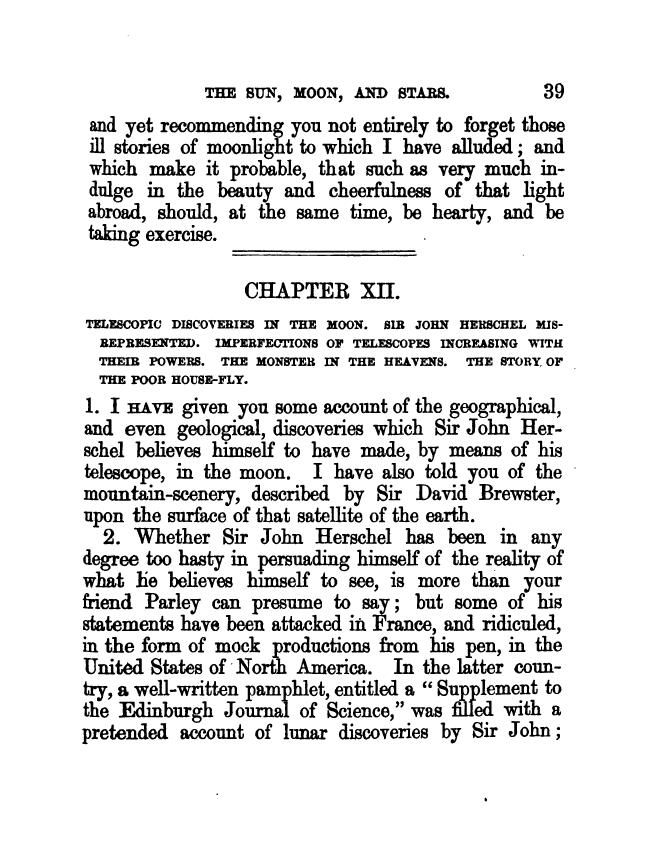 THE SUN, MOON, AND STARS. 39
and yet recommending you not entirely to forget those
ill stories of moonlight to which I have alluded; and
which make it probable, that such as very much in-
dulge in the beauty and cheerfulness of that light
abroad, should, at the same time, be hearty, and be
taking exercise.
CHAPTER XII.
TELESCOPIC DISCOVERIES IN THE MOON. SIR JOHN HERSCHEL MIS-
REPRESENTED. IMPERFECTIONS OF TELESCOPES INCREASING WITH
THEIR POWERS. THE MONSTER IN THE HEAVENS. THE STORY OF
THE POOR HOUSE-FLY.
1. I HAVE given you some account of the geographical,
and even geological, discoveries which Sir John Her-
schel believes himself to have made, by means of his
telescope, in the moon. I have also told you of the
mountain-scenery, described by Sir David Brewster,
upon the surface of that satellite of the earth.
2. Whether Sir John Herschel has been in any
degree too hasty in persuading himself of the reality of
what he believes himself to see, is more than your
friend Parley can presume to say; but some of his
statements have been attacked in France, and ridiculed,
in the form of mock productions from his pen, in the
United States of North America. In the latter coun-
try, a well-written pamphlet, entitled a "Supplement to
the Edinburgh Journal of Science," was filled with a
pretended account of lunar discoveries by Sir John;